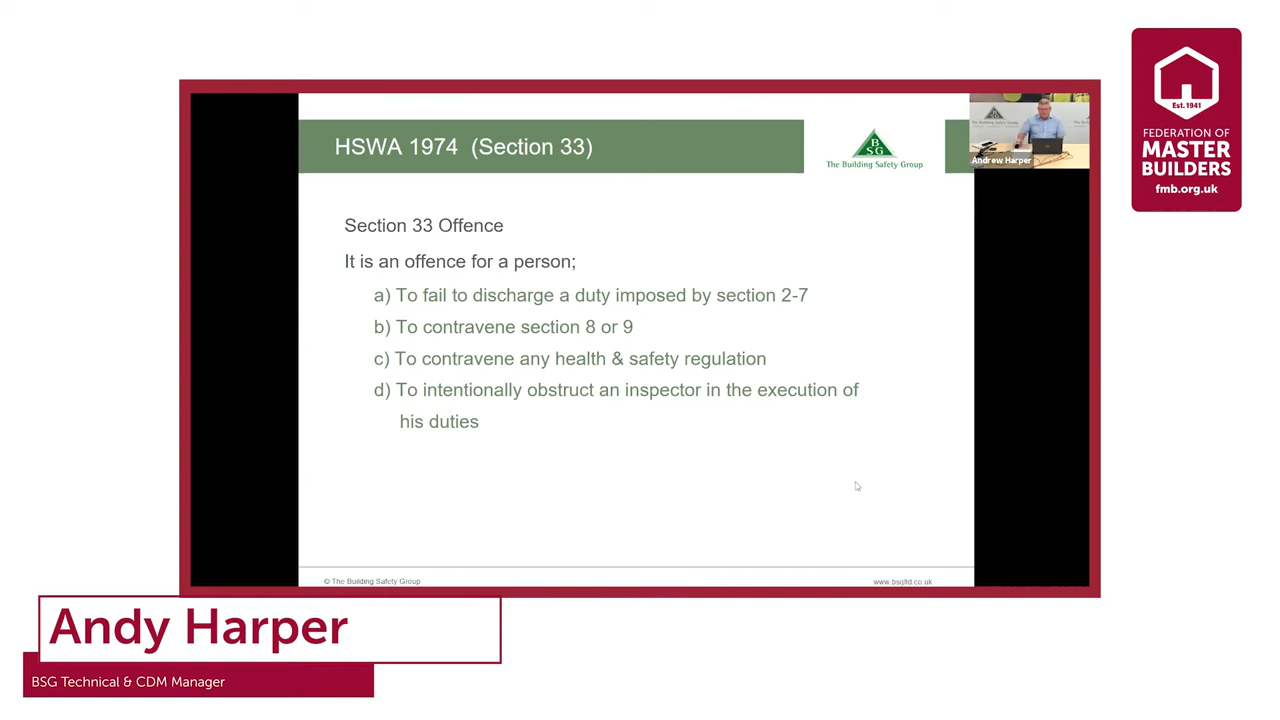 HSWA 1974 (Section 33)
B
SG
The Building Safety Group
Andrew Harper
Est. 1941
FEDERATION OF
MASTER
BUILDERS
fmb.org.uk
Section 33 Offence
It is an offence for a person;
a) To fail to discharge a duty imposed by section 2-7
b) To contravene section 8 or 9
c) To contravene any health & safety regulation
d) To intentionally obstruct an inspector in the execution of
his duties
© The Building Safety Group
www.bsgltd.co.uk
Andy Harper
BSG Technical & CDM Manager